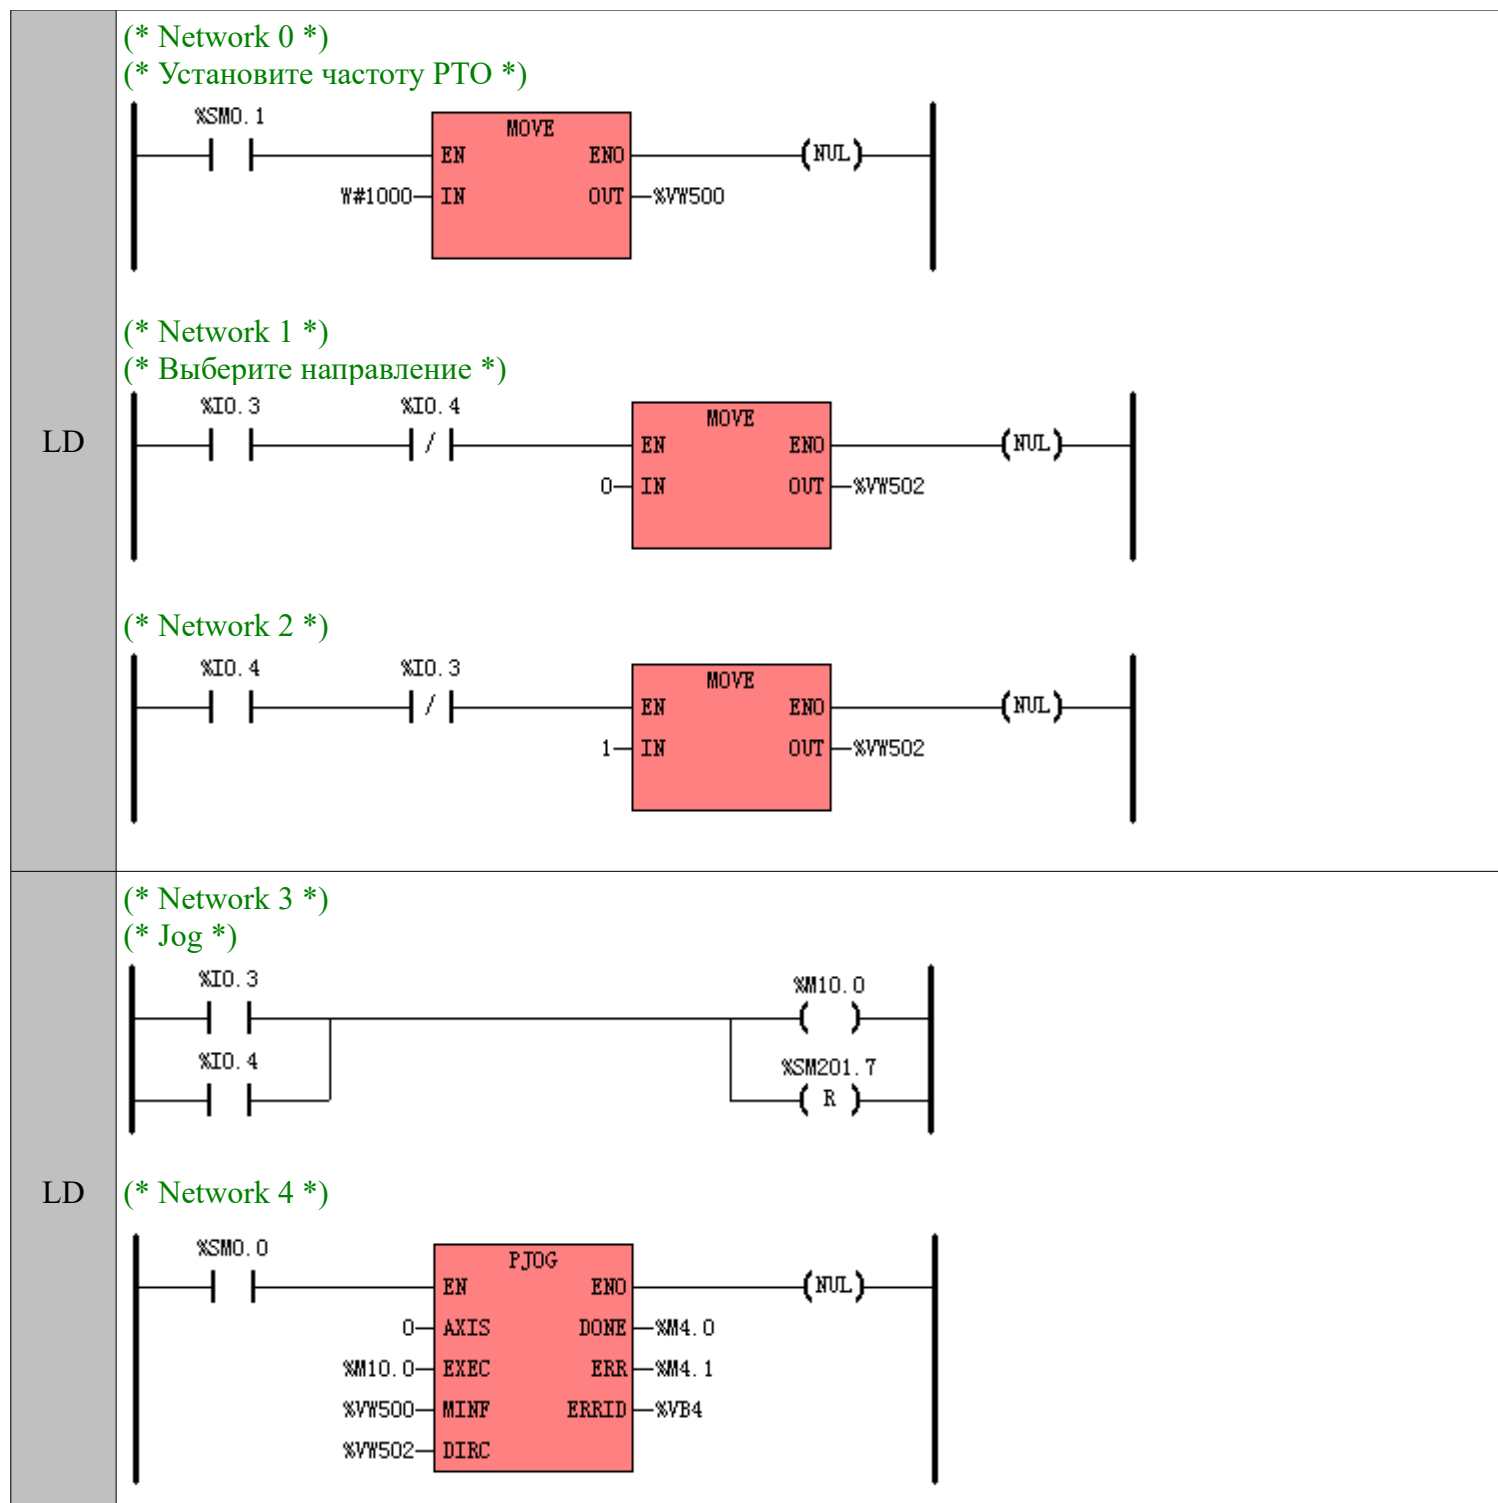 (* Network 0 *)
(* Установите частоту PTO *)
%SM0.1
MOVE
EN ENO
(NUL)
W#1000 IN OUT %VW500
(* Network 1 *)
(* Выберите направление *)
%I0.3 %I0.4
MOVE
/ EN ENO (NUL)
0 IN OUT %VW502
LD
(* Network 2 *)
%I0.4 %I0.3
MOVE
/ EN ENO (NUL)
1 IN OUT %VW502
(* Network 3 *)
(* Jog *)
%I0.3 %M10.0
( )
%I0.4 %SM201.7
( R )
LD
(* Network 4 *)
%SM0.0
PJOG
EN ENO (NUL)
0 AXIS DONE %M4.0
%M10.0 EXEC ERR %M4.1
%VW500 MINF ERRID %VB4
%VW502 DIRC